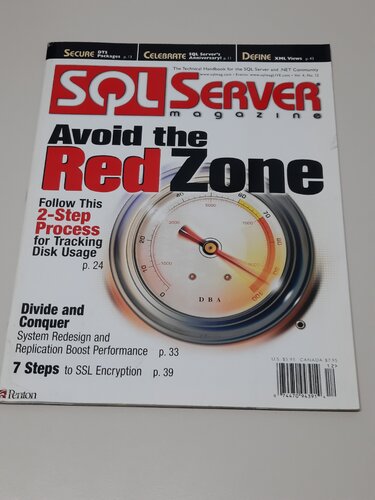 SECURE DTS Packages p. 13
CELEBRATE SQL Server's Anniversary! p. 11
DEFINE XML Views p. 45
The Technical Handbook for the SQL Server and .NET Community
SQL SERVER
magazine
Avoid the
Red Zone
Follow This
2-Step
Process
for Tracking
Disk Usage
p. 24
DBA
Divide and
Conquer
System Redesign and
Replication Boost Performance p. 33
7 Steps to SSL Encryption p. 39
U.S. $5.95 CANADA $7.95
Penton